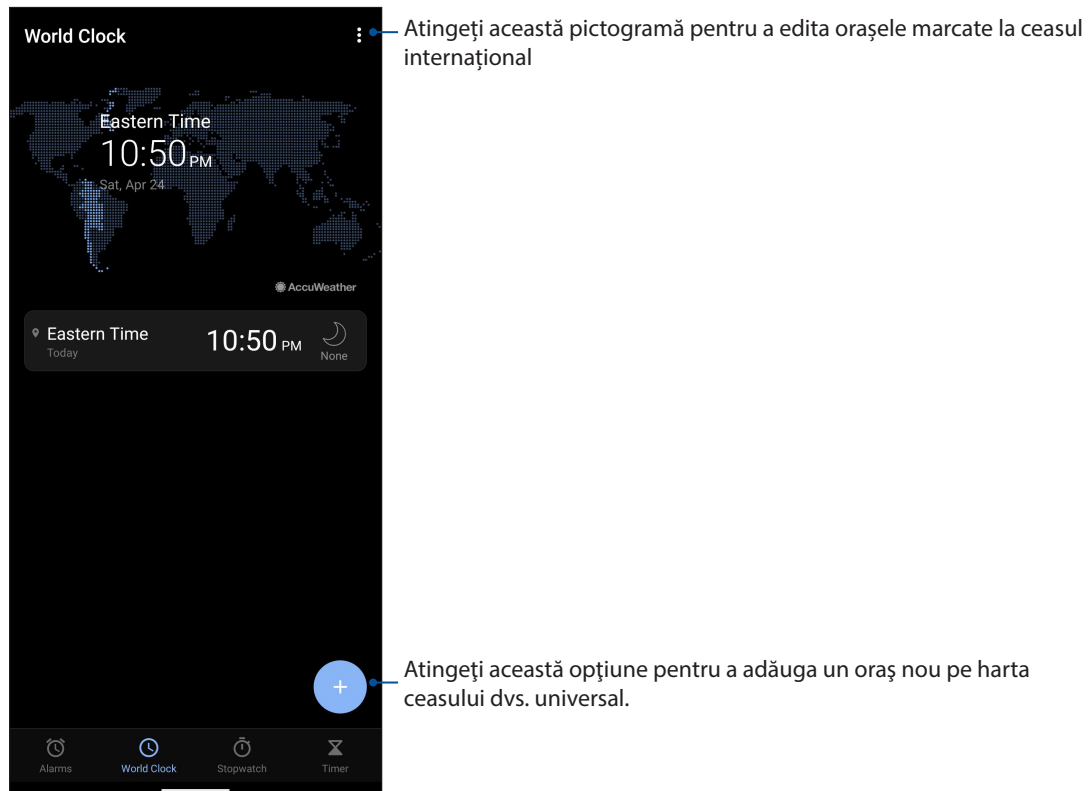 World Clock
Atingeți această pictogramă pentru a edita orașele marcate la ceasul
internațional
Eastern Time
10:50 PM
Sat, Apr 24
AccuWeather
Eastern Time
Today
10:50 PM
None
Atingeţi această opţiune pentru a adăuga un oraş nou pe harta
ceasului dvs. universal.
+
Alarms
World Clock
Stopwatch
Timer